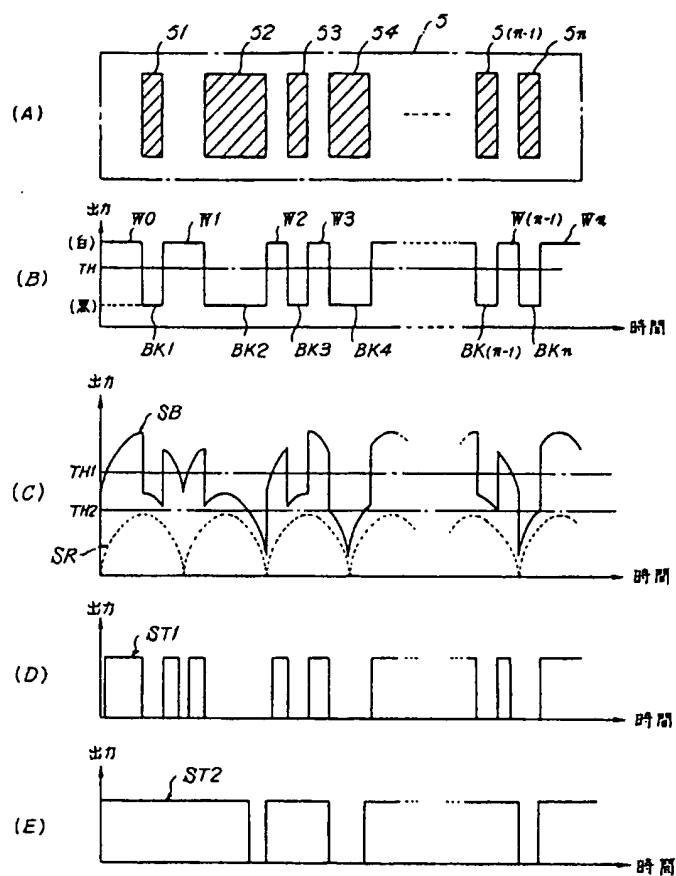 51 52 53 54 5 5(n-1) 5n
(A)
出力
W0 W1 W2 W3 W(n-1) Wn
(白)
TH
(B)
(黒)
時間
BK1 BK2 BK3 BK4 BK(n-1) BKn
出力
SB
TH1
(C)
TH2
SR
時間
出力
ST1
(D)
時間
出力
ST2
(E)
時間